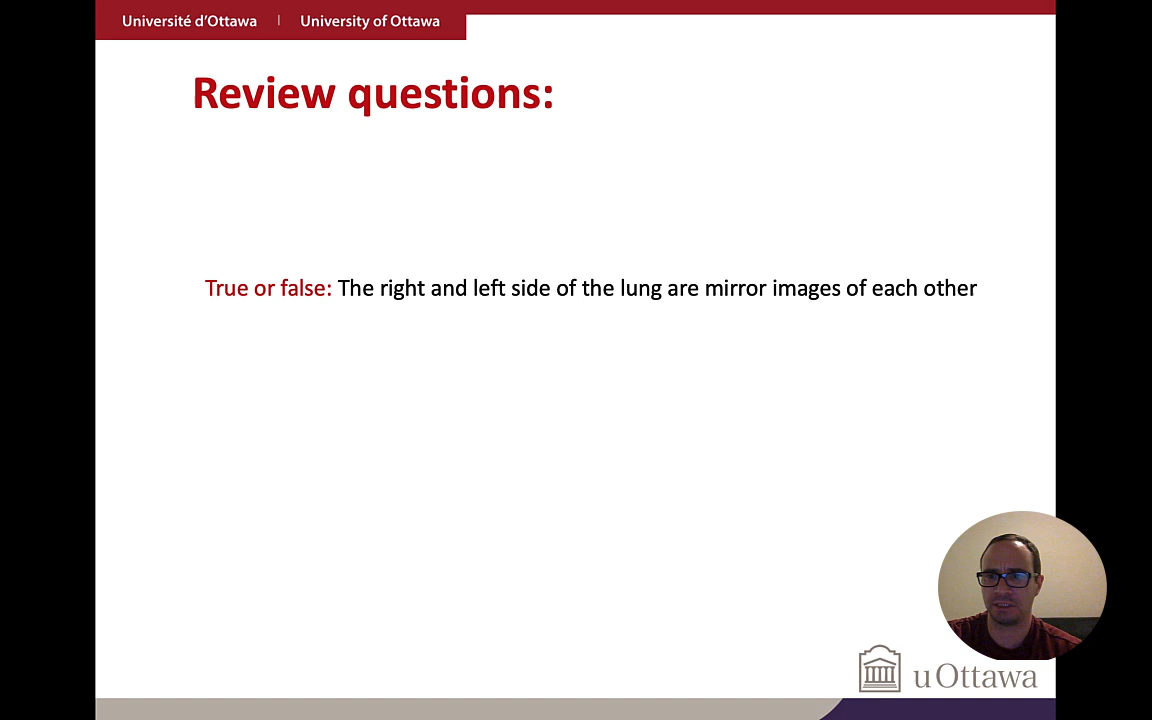 Université d'Ottawa | University of Ottawa
Review questions:
True or false: The right and left side of the lung are mirror images of each other
uOttawa